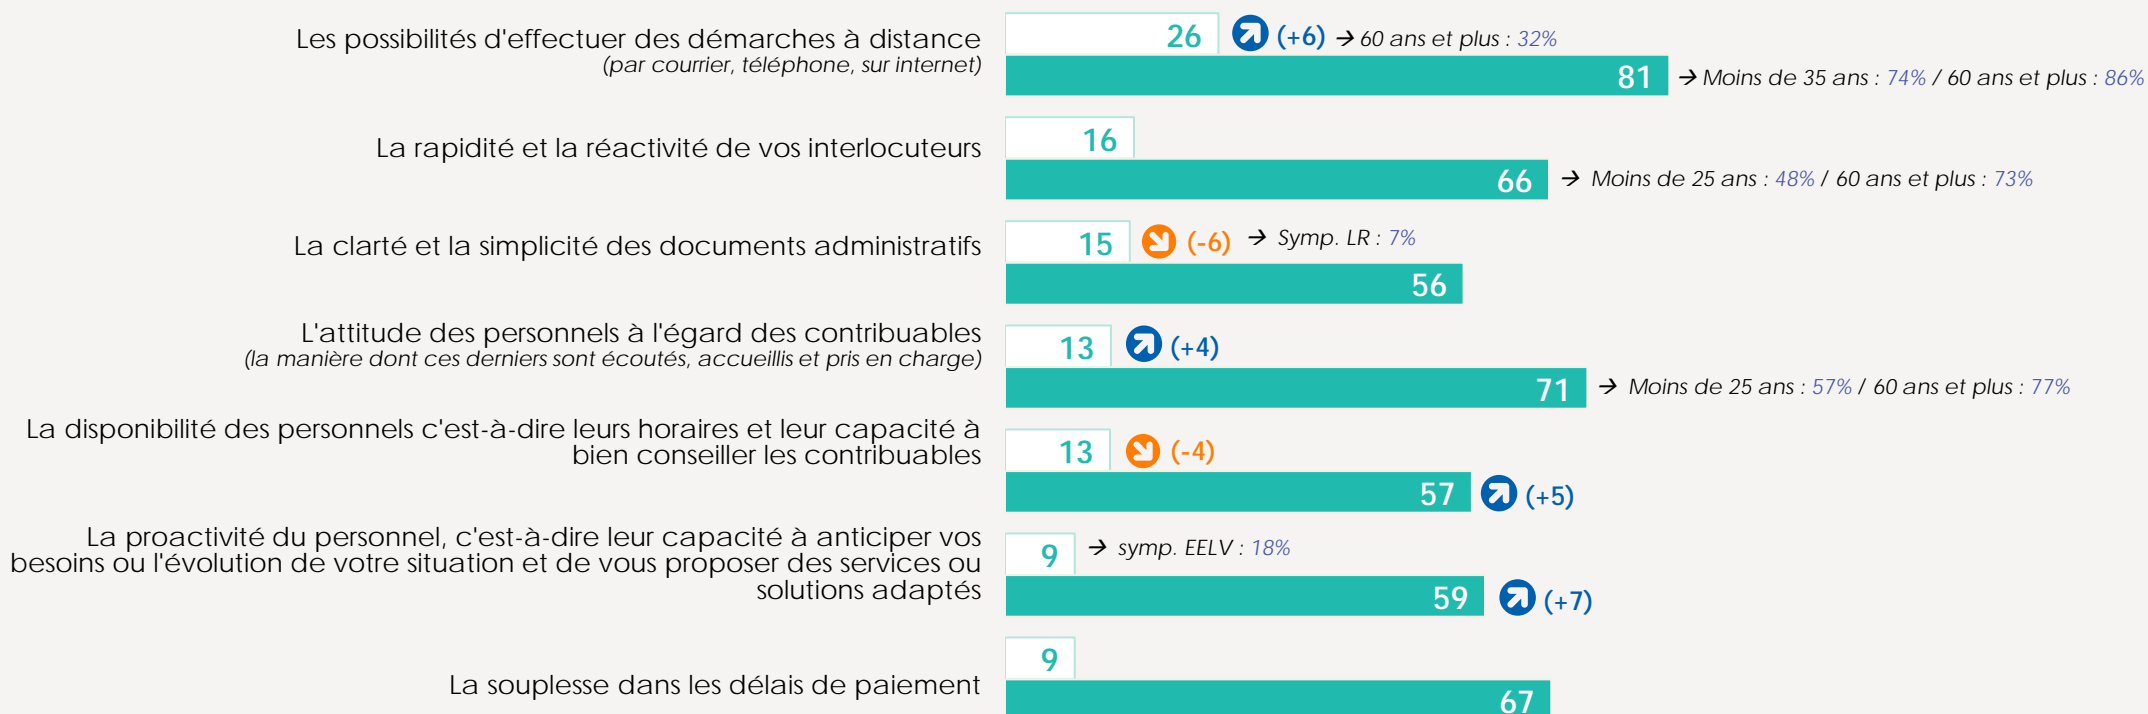 Les possibilités d'effectuer des démarches à distance
(par courrier, téléphone, sur internet)
26 (+6) → 60 ans et plus : 32%
81 → Moins de 35 ans : 74% / 60 ans et plus : 86%
La rapidité et la réactivité de vos interlocuteurs
16
66 → Moins de 25 ans : 48% / 60 ans et plus : 73%
La clarté et la simplicité des documents administratifs
15 (-6) → Symp. LR : 7%
56
L'attitude des personnels à l'égard des contribuables
(la manière dont ces derniers sont écoutés, accueillis et pris en charge)
13 (+4)
71 → Moins de 25 ans : 57% / 60 ans et plus : 77%
La disponibilité des personnels c'est-à-dire leurs horaires et leur capacité à
bien conseiller les contribuables
13 (-4)
57 (+5)
La proactivité du personnel, c'est-à-dire leur capacité à anticiper vos
besoins ou l'évolution de votre situation et de vous proposer des services ou
solutions adaptés
9 → symp. EELV : 18%
59 (+7)
La souplesse dans les délais de paiement
9
67